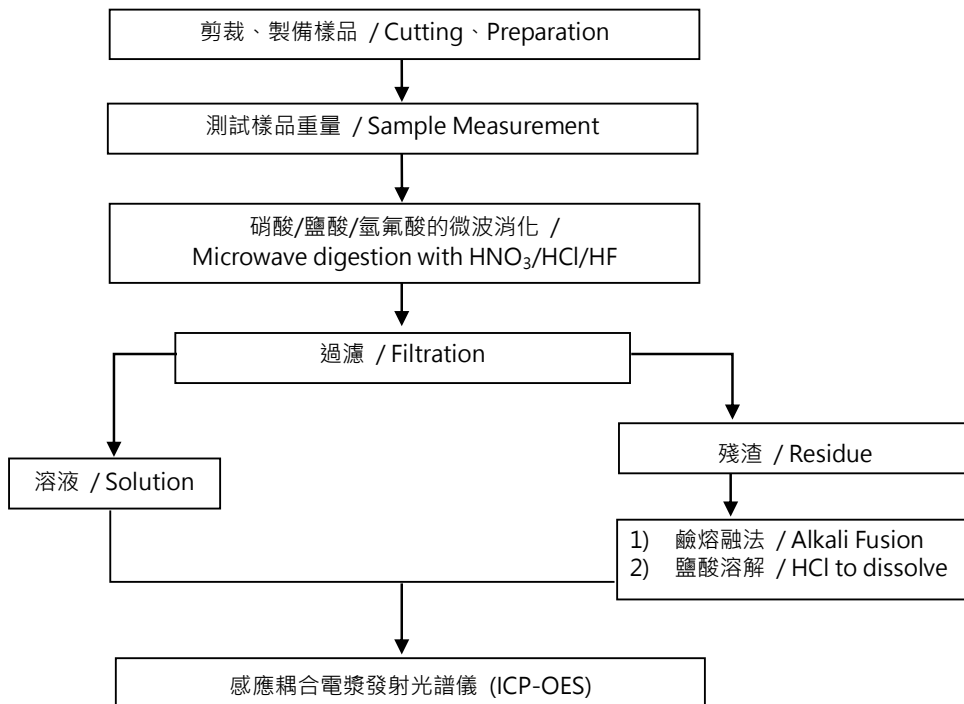 剪裁、製備樣品 / Cutting、Preparation
測試樣品重量 / Sample Measurement
硝酸/鹽酸/氫氟酸的微波消化 /
Microwave digestion with HNO₃/HCl/HF
過濾 / Filtration
溶液 / Solution
殘渣 / Residue
1) 鹼熔融法 / Alkali Fusion
2) 鹽酸溶解 / HCl to dissolve
感應耦合電漿發射光譜儀 (ICP-OES)